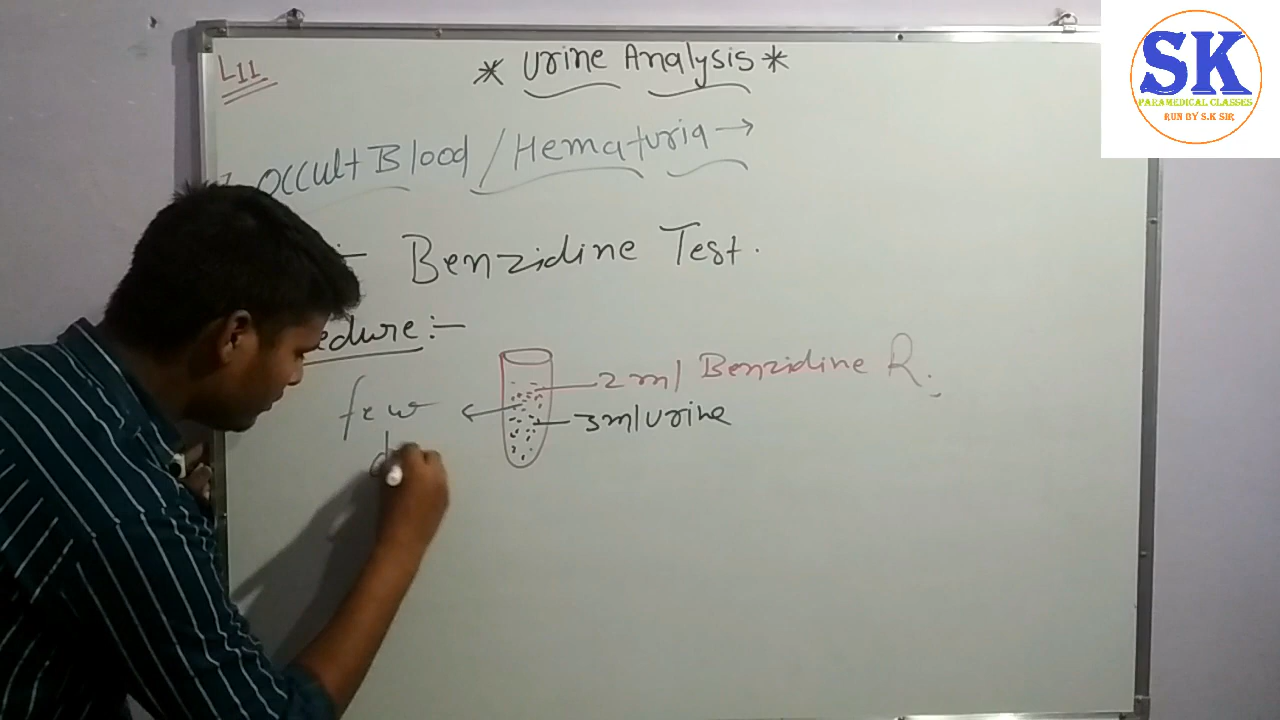 SK
PARAMEDICAL CLASSES
RUN BY S.K SIR
L11
* Urine Analysis *
Occult Blood / Hematuria →
:- Benzidine Test.
edure :-
2 ml Benzidine R.
few
3ml urine
d